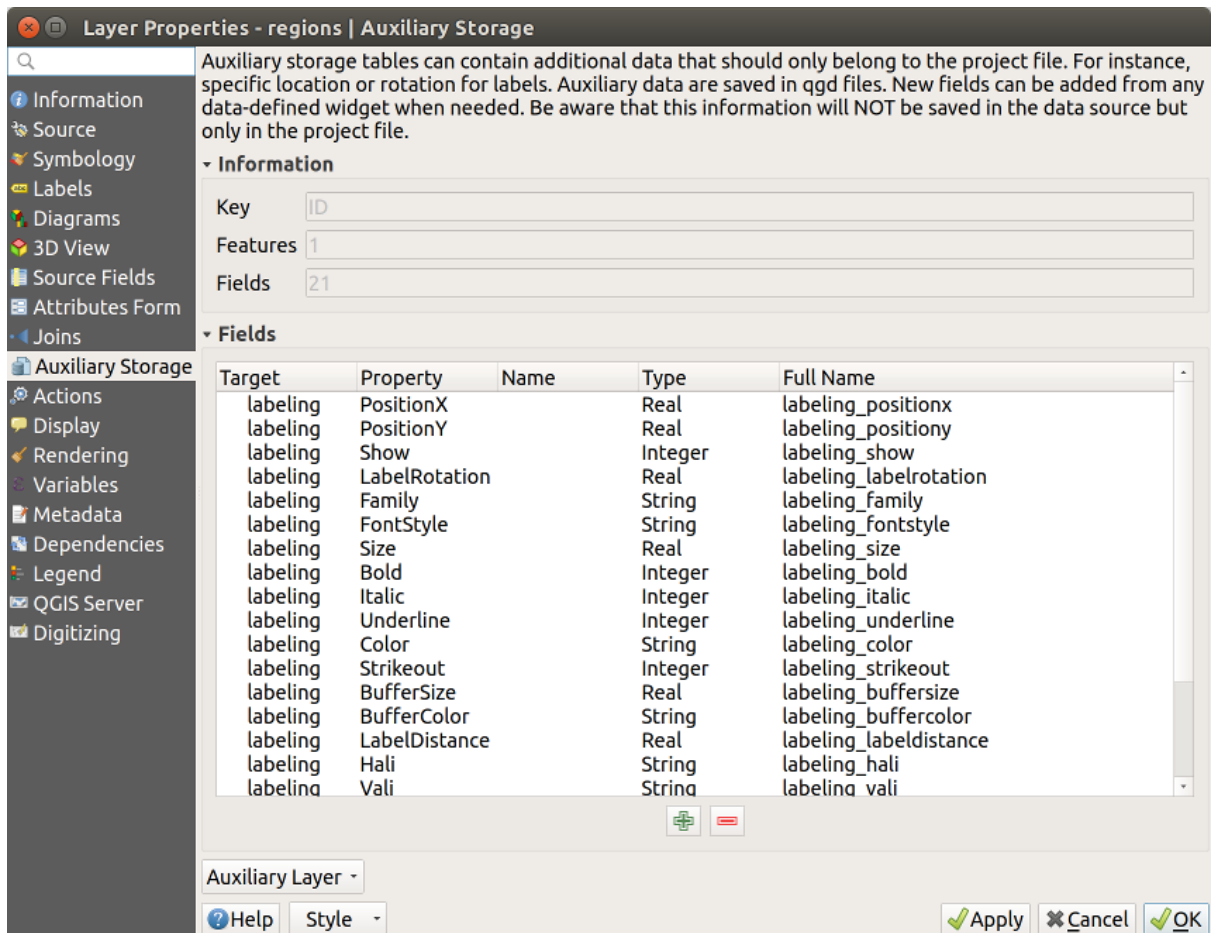 Layer Properties - regions | Auxiliary Storage
Information
Source
Symbology
Labels
Diagrams
3D View
Source Fields
Attributes Form
Joins
Auxiliary Storage
Actions
Display
Rendering
Variables
Metadata
Dependencies
Legend
QGIS Server
Digitizing
Auxiliary storage tables can contain additional data that should only belong to the project file. For instance,
specific location or rotation for labels. Auxiliary data are saved in qgd files. New fields can be added from any
data-defined widget when needed. Be aware that this information will NOT be saved in the data source but
only in the project file.
Information
Key ID
Features 1
Fields 21
Fields
Target Property Name Type Full Name
labeling PositionX Real labeling_positionx
labeling PositionY Real labeling_positiony
labeling Show Integer labeling_show
labeling LabelRotation Real labeling_labelrotation
labeling Family String labeling_family
labeling FontStyle String labeling_fontstyle
labeling Size Real labeling_size
labeling Bold Integer labeling_bold
labeling Italic Integer labeling_italic
labeling Underline Integer labeling_underline
labeling Color String labeling_color
labeling Strikeout Integer labeling_strikeout
labeling BufferSize Real labeling_buffersize
labeling BufferColor String labeling_buffercolor
labeling LabelDistance Real labeling_labeldistance
labeling Hali String labeling_hali
labeling Vali String labeling_vali
Auxiliary Layer
Help Style Apply Cancel OK